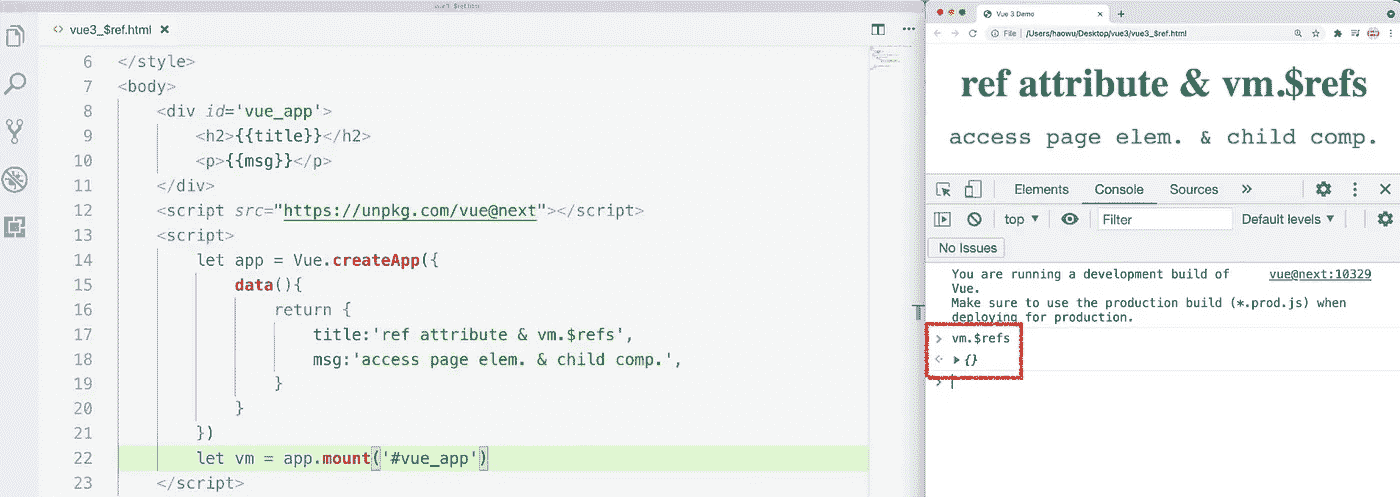 vue3_$ref.html
<> vue3_$ref.html ×
6 </style>
7 <body>
8 <div id='vue_app'>
9 <h2>{{title}}</h2>
10 <p>{{msg}}</p>
11 </div>
12 <script src="https://unpkg.com/vue@next"></script>
13 <script>
14 let app = Vue.createApp({
15 data(){
16 return {
17 title:'ref attribute & vm.$refs',
18 msg:'access page elem. & child comp.',
19 }
20 }
21 })
22 let vm = app.mount('#vue_app')
23 </script>
Vue 3 Demo
File | /Users/haowu/Desktop/vue3/vue3_$ref.html
ref attribute & vm.$refs
access page elem. & child comp.
Elements Console Sources »
top ▼ Filter Default levels ▼
No Issues
You are running a development build of vue@next:10329
Vue.
Make sure to use the production build (*.prod.js) when
deploying for production.
> vm.$refs
▶ {}
>